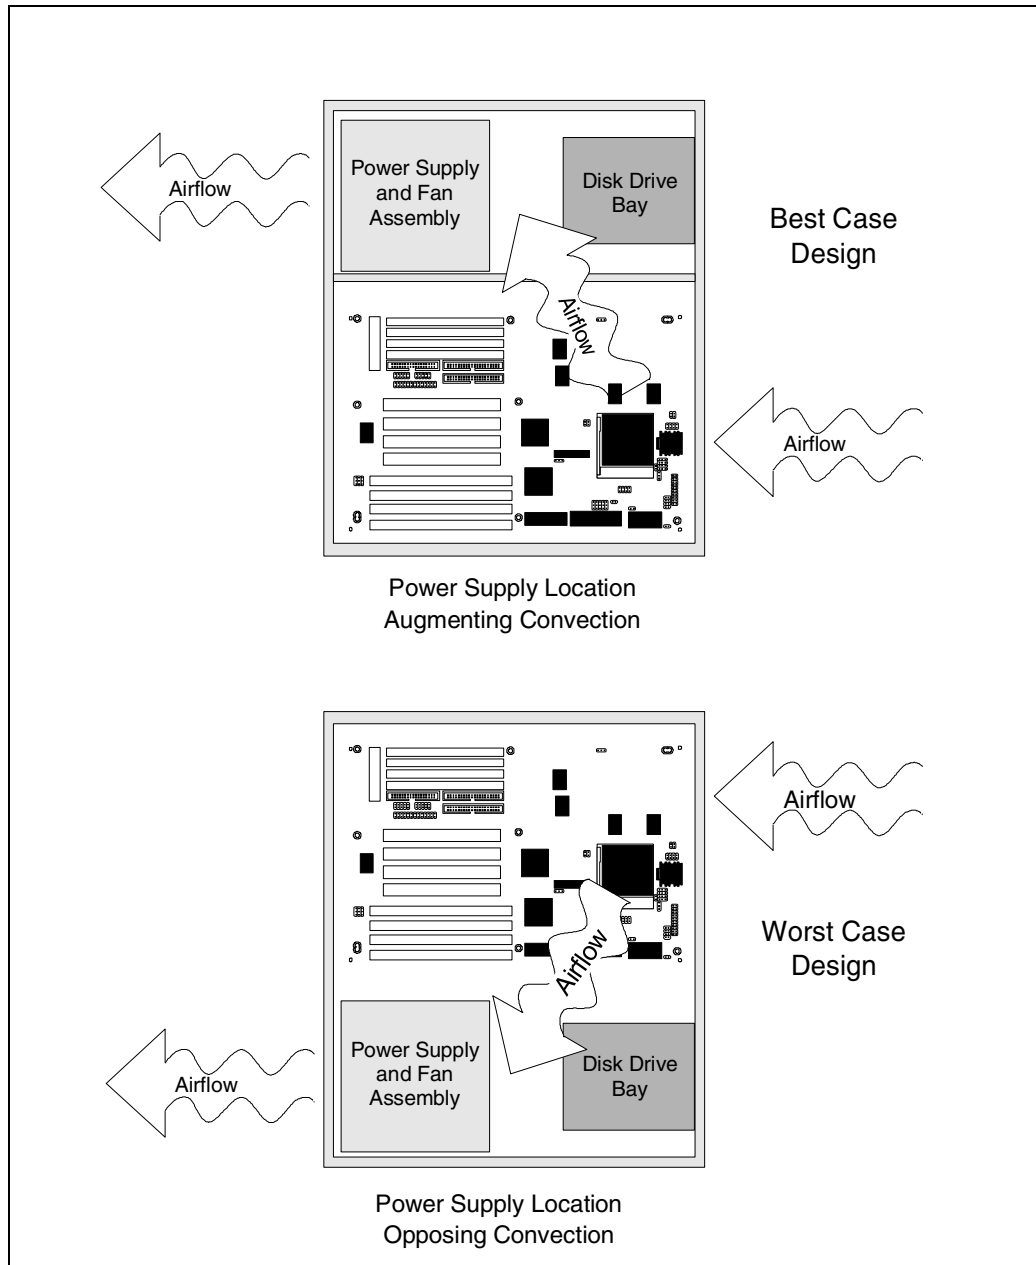 Airflow
Power Supply
and Fan
Assembly
Disk Drive
Bay
Best Case
Design
Airflow
Airflow
Power Supply Location
Augmenting Convection
Airflow
Worst Case
Design
Airflow
Airflow
Power Supply
and Fan
Assembly
Disk Drive
Bay
Power Supply Location
Opposing Convection